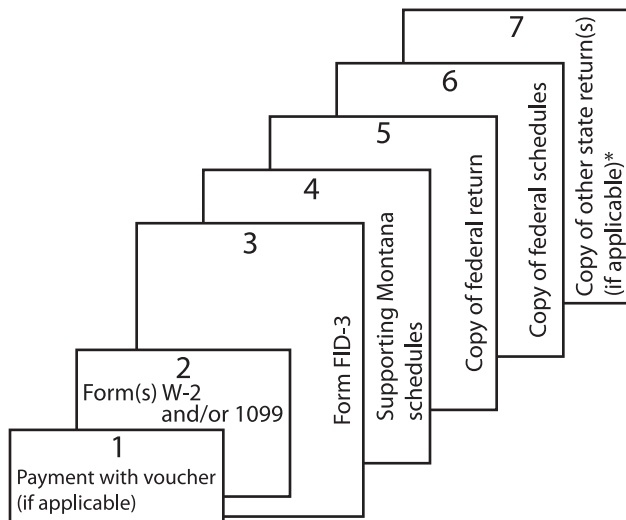 1
Payment with voucher
(if applicable)
2
Form(s) W-2
and/or 1099
3
Form FID-3
4
Supporting Montana
schedules
5
Copy of federal return
6
Copy of federal schedules
7
Copy of other state return(s)
(if applicable)*